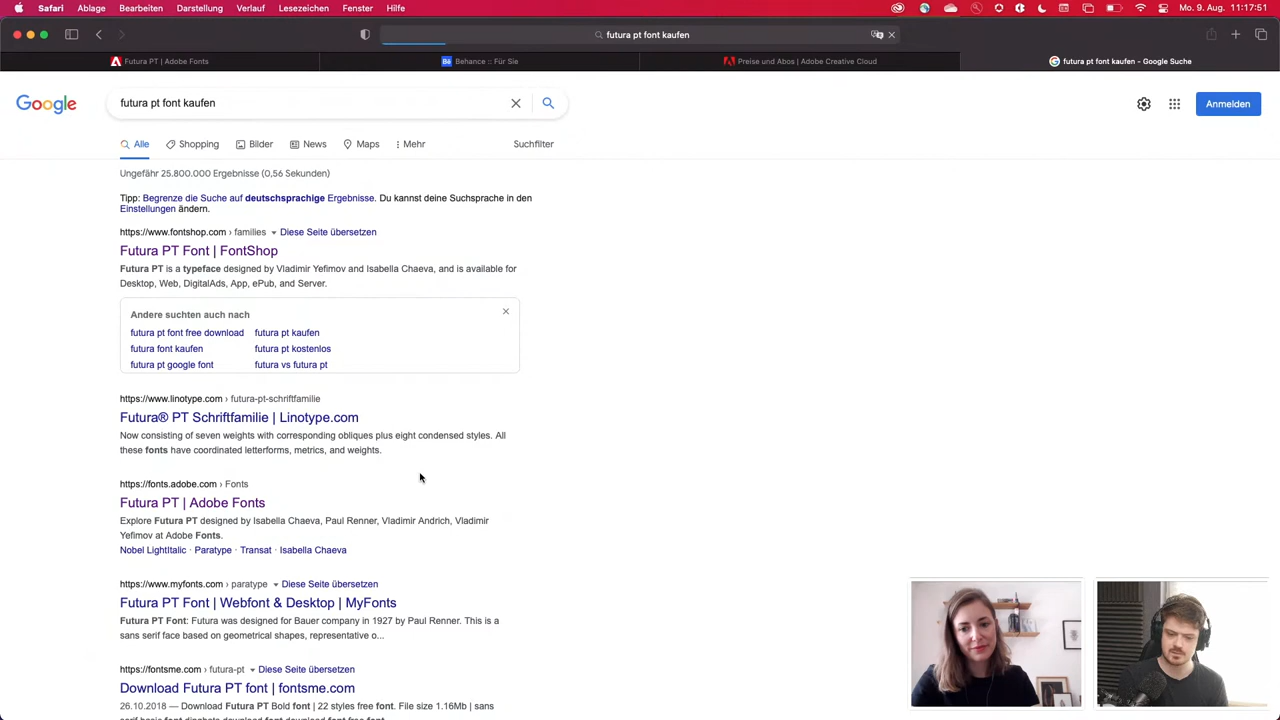 Safari Ablage Bearbeiten Darstellung Verlauf Lesezeichen Fenster Hilfe
Mo. 9. Aug. 11:17:51
futura pt font kaufen
Futura PT | Adobe Fonts
Bē Behance :: Für Sie
Preise und Abos | Adobe Creative Cloud
G futura pt font kaufen - Google Suche
Google
futura pt font kaufen
Anmelden
Alle Shopping Bilder News Maps Mehr Suchfilter
Ungefähr 25.800.000 Ergebnisse (0,56 Sekunden)
Tipp: Begrenze die Suche auf deutschsprachige Ergebnisse. Du kannst deine Suchsprache in den
Einstellungen ändern.
https://www.fontshop.com › families Diese Seite übersetzen
Futura PT Font | FontShop
Futura PT is a typeface designed by Vladimir Yefimov and Isabella Chaeva, and is available for
Desktop, Web, DigitalAds, App, ePub, and Server.
Andere suchten auch nach
futura pt font free download futura pt kaufen
futura font kaufen futura pt kostenlos
futura pt google font futura vs futura pt
https://www.linotype.com › futura-pt-schriftfamilie
Futura® PT Schriftfamilie | Linotype.com
Now consisting of seven weights with corresponding obliques plus eight condensed styles. All
these fonts have coordinated letterforms, metrics, and weights.
https://fonts.adobe.com › Fonts
Futura PT | Adobe Fonts
Explore Futura PT designed by Isabella Chaeva, Paul Renner, Vladimir Andrich, Vladimir
Yefimov at Adobe Fonts.
Nobel LightItalic · Paratype · Transat · Isabella Chaeva
https://www.myfonts.com › paratype Diese Seite übersetzen
Futura PT Font | Webfont & Desktop | MyFonts
Futura PT Font: Futura was designed for Bauer company in 1927 by Paul Renner. This is a
sans serif face based on geometrical shapes, representative o...
https://fontsme.com › futura-pt Diese Seite übersetzen
Download Futura PT font | fontsme.com
26.10.2018 — Download Futura PT Bold font | 22 styles free font. File size 1.16Mb | sans